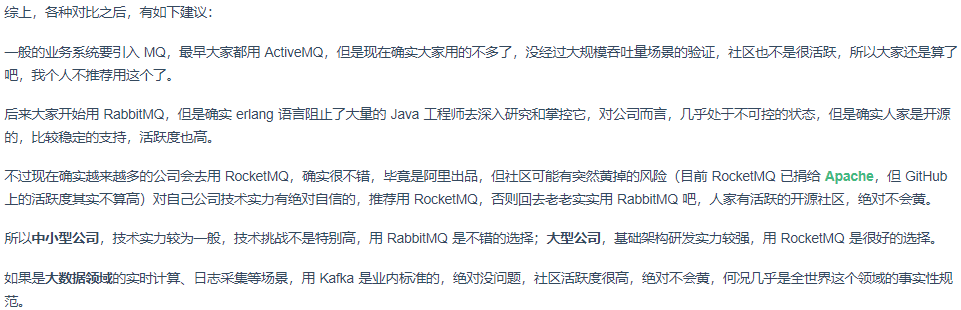 综上，各种对比之后，有如下建议：
一般的业务系统要引入 MQ，最早大家都用 ActiveMQ，但是现在确实大家用的不多了，没经过大规模吞吐量场景的验证，社区也不是很活跃，所以大家还是算了
吧，我个人不推荐用这个了。
后来大家开始用 RabbitMQ，但是确实 erlang 语言阻止了大量的 Java 工程师去深入研究和掌控它，对公司而言，几乎处于不可控的状态，但是确实人家是开源
的，比较稳定的支持，活跃度也高。
不过现在确实越来越多的公司会去用 RocketMQ，确实很不错，毕竟是阿里出品，但社区可能有突然黄掉的风险（目前 RocketMQ 已捐给 Apache，但 GitHub
上的活跃度其实不算高）对自己公司技术实力有绝对自信的，推荐用 RocketMQ，否则回去老老实实用 RabbitMQ 吧，人家有活跃的开源社区，绝对不会黄。
所以中小型公司，技术实力较为一般，技术挑战不是特别高，用 RabbitMQ 是不错的选择；大型公司，基础架构研发实力较强，用 RocketMQ 是很好的选择。
如果是大数据领域的实时计算、日志采集等场景，用 Kafka 是业内标准的，绝对没问题，社区活跃度很高，绝对不会黄，何况几乎是全世界这个领域的事实性规
范。